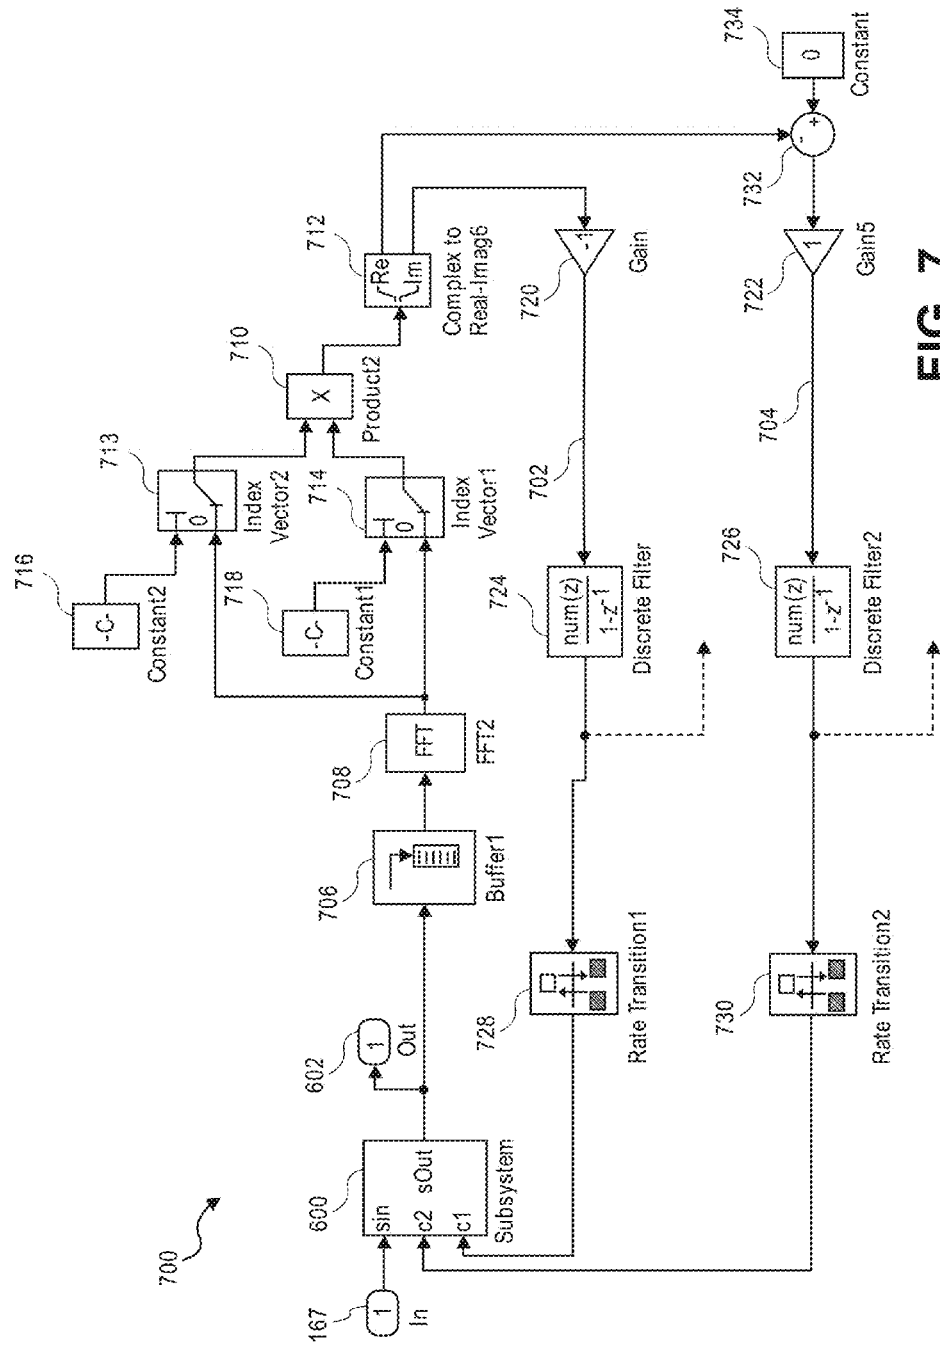 700
167
1
In
600
sin
c2 sOut
c1
Subsystem
602
1
Out
706
Buffer1
708
FFT
FFT2
716
-C-
Constant2
718
-C-
Constant1
713
0
Index
Vector2
714
0
Index
Vector1
710
X
Product2
712
Re
Im
Complex to
Real-Imag6
720
-1
Gain
702
724
num(z)
1-z-1
Discrete Filter
728
Rate Transition1
734
0
Constant
732
-
+
722
1
Gain5
704
726
num(z)
1-z-1
Discrete Filter2
730
Rate Transition2
FIG. 7